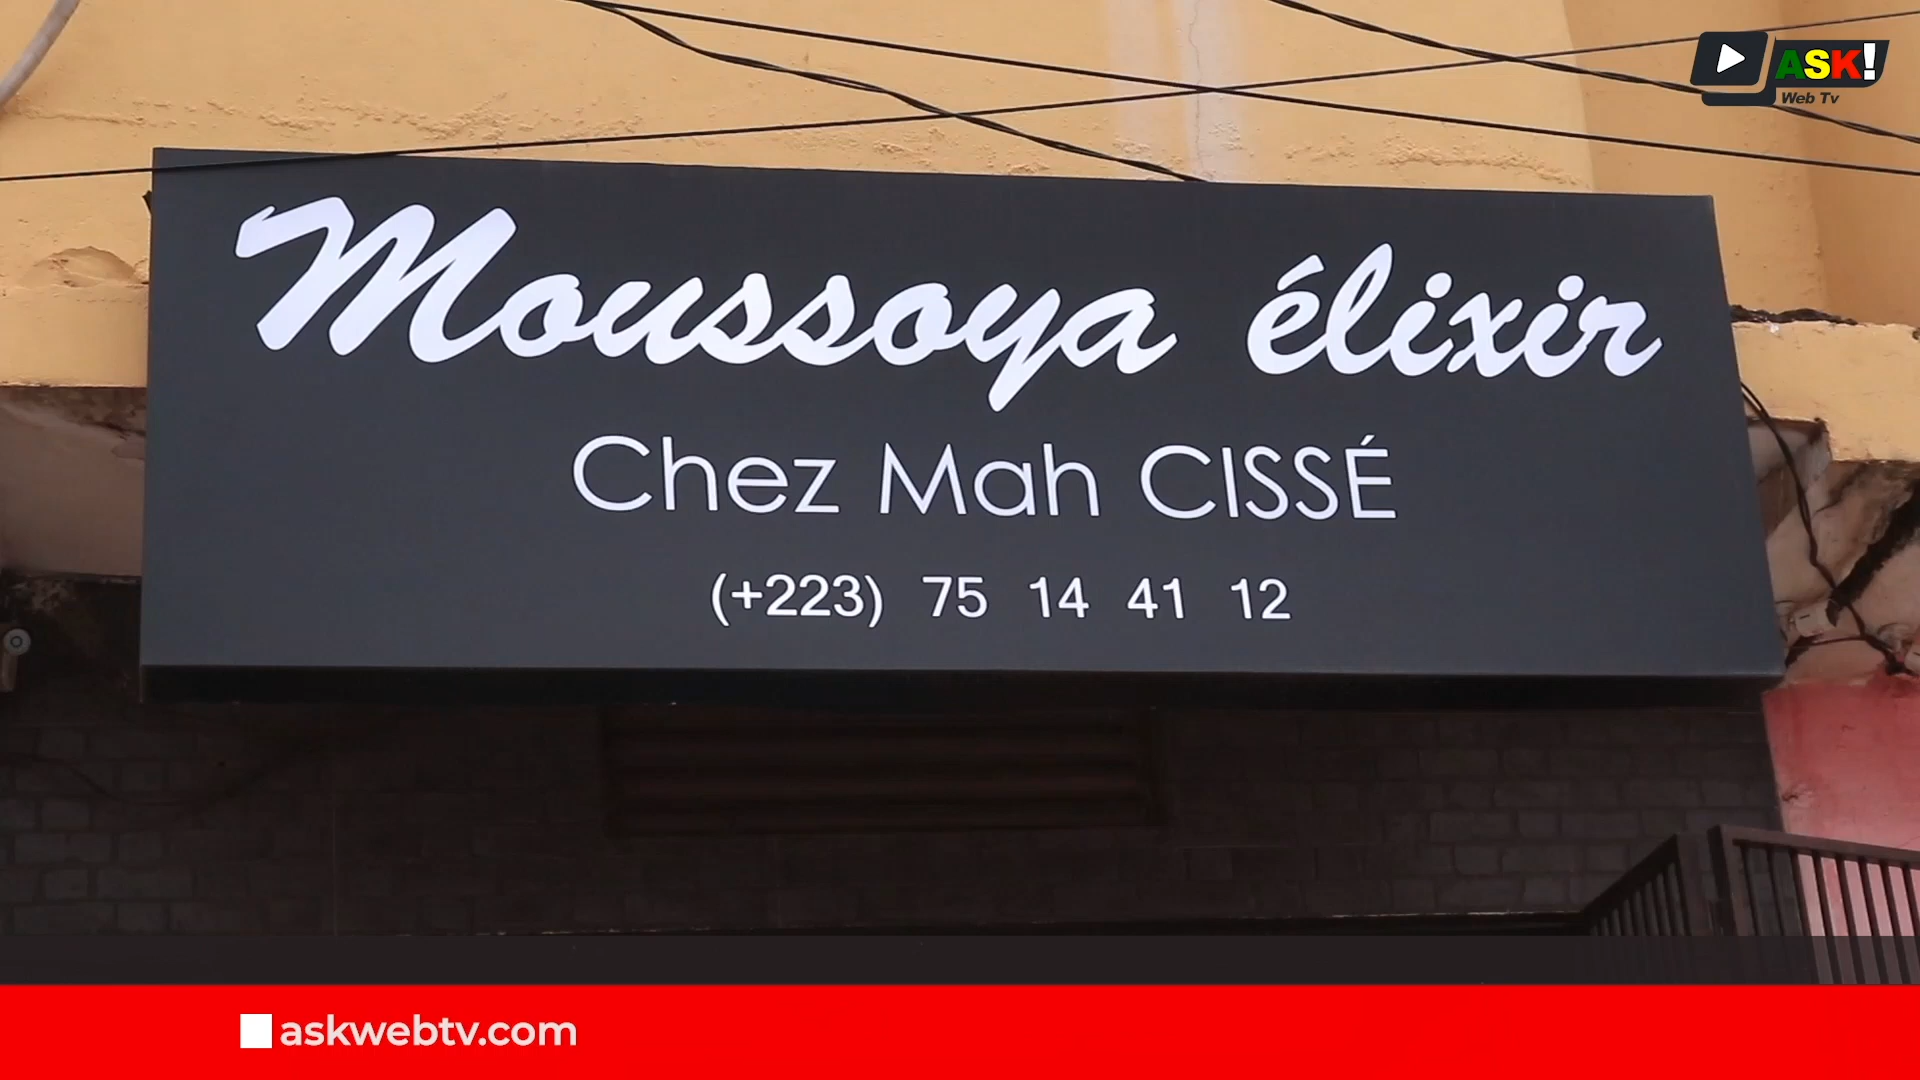 ASK!
Web Tv
Moussoya élixir
Chez Mah CISSÉ
(+223) 75 14 41 12
askwebtv.com